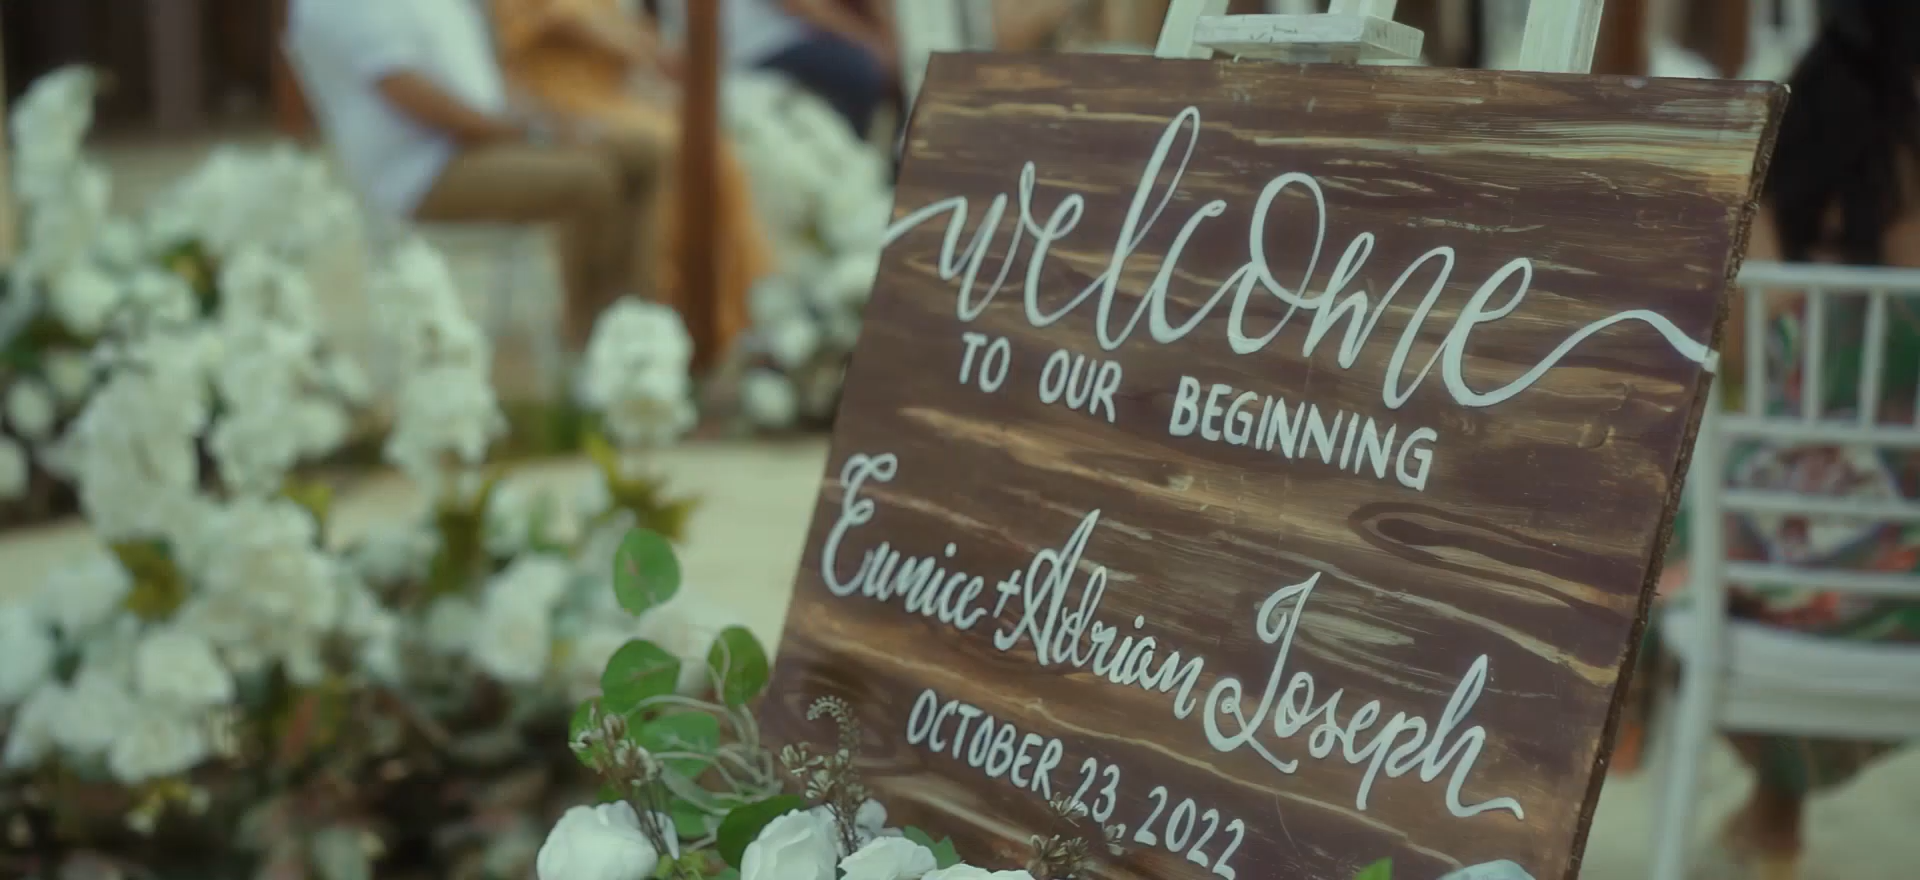 welcome
TO OUR BEGINNING
Eunice + Adrian Joseph
OCTOBER 23, 2022